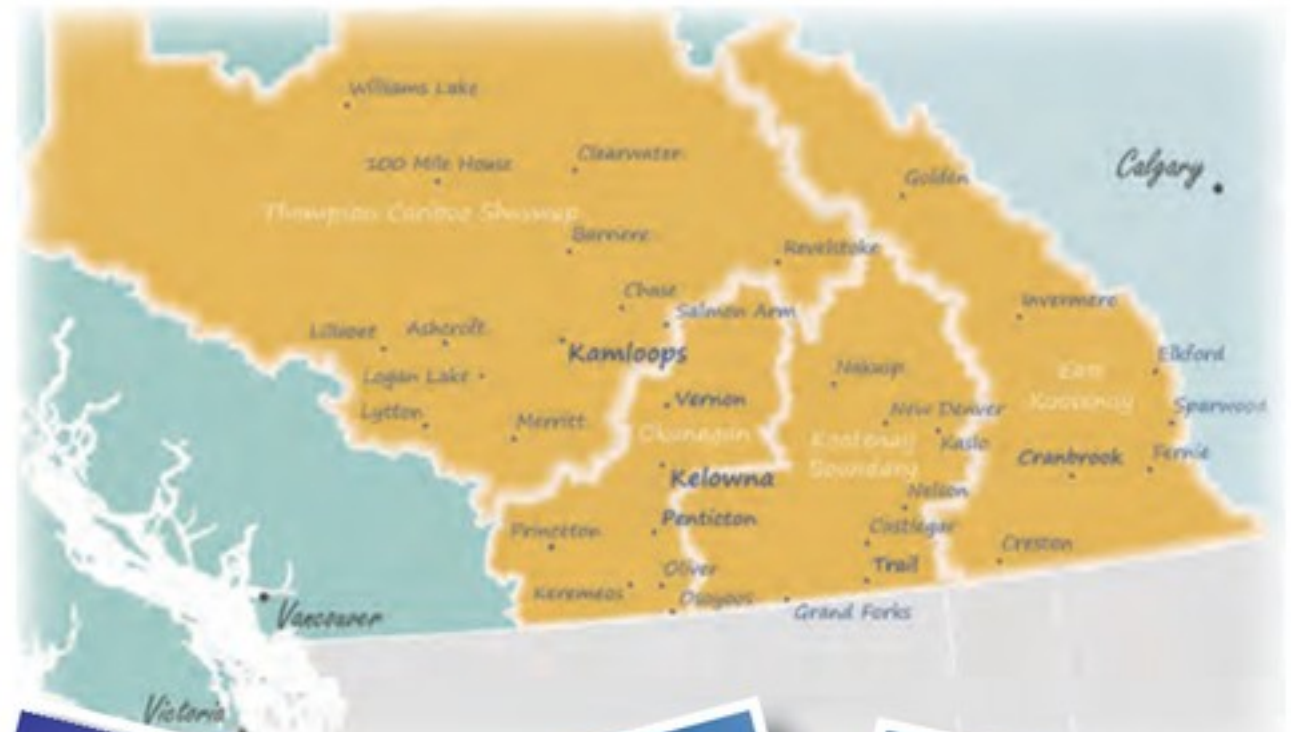 Williams Lake
100 Mile House
Clearwater
Golden
Calgary
Thompson Cariboo Shuswap
Barriere
Revelstoke
Chase
Salmon Arm
Invermere
Lillooet
Ashcroft
Kamloops
Elkford
Logan Lake
Nakusp
East
Kootenay
Vernon
New Denver
Sparwood
Lytton
Merritt
Okanagan
Kootenay
Boundary
Kaslo
Cranbrook
Fernie
Kelowna
Nelson
Penticton
Princeton
Castlegar
Creston
Oliver
Trail
Keremeos
Osoyoos
Grand Forks
Vancouver
Victoria